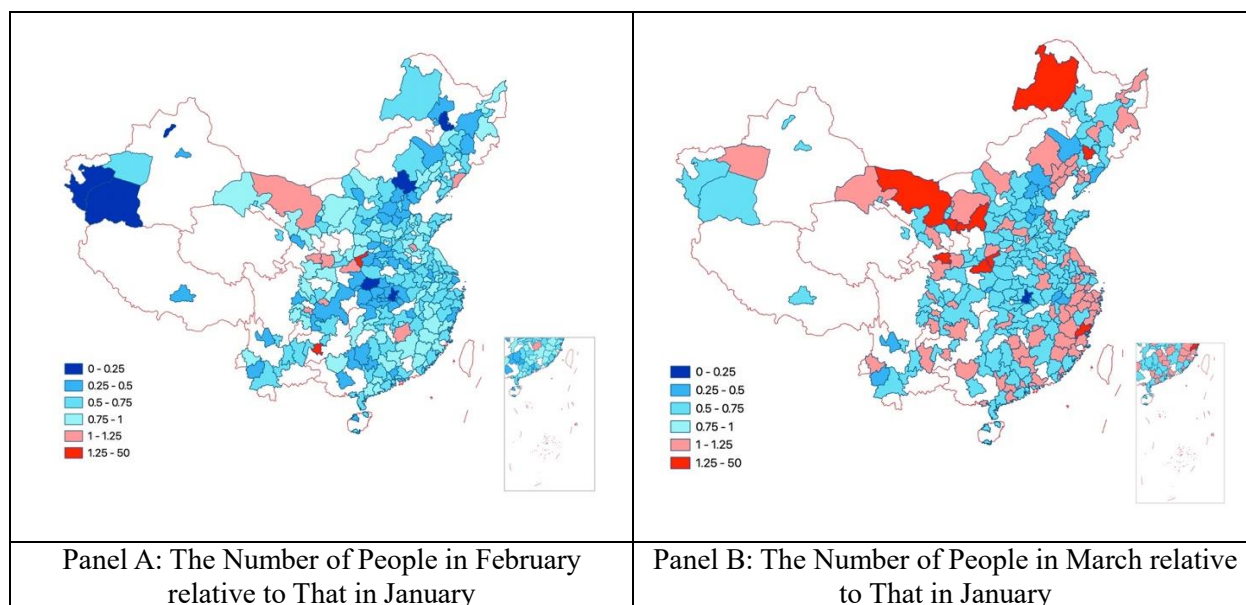 0 - 0.25
0.25 - 0.5
0.5 - 0.75
0.75 - 1
1 - 1.25
1.25 - 50
0 - 0.25
0.25 - 0.5
0.5 - 0.75
0.75 - 1
1 - 1.25
1.25 - 50
Panel A: The Number of People in February
relative to That in January
Panel B: The Number of People in March relative
to That in January